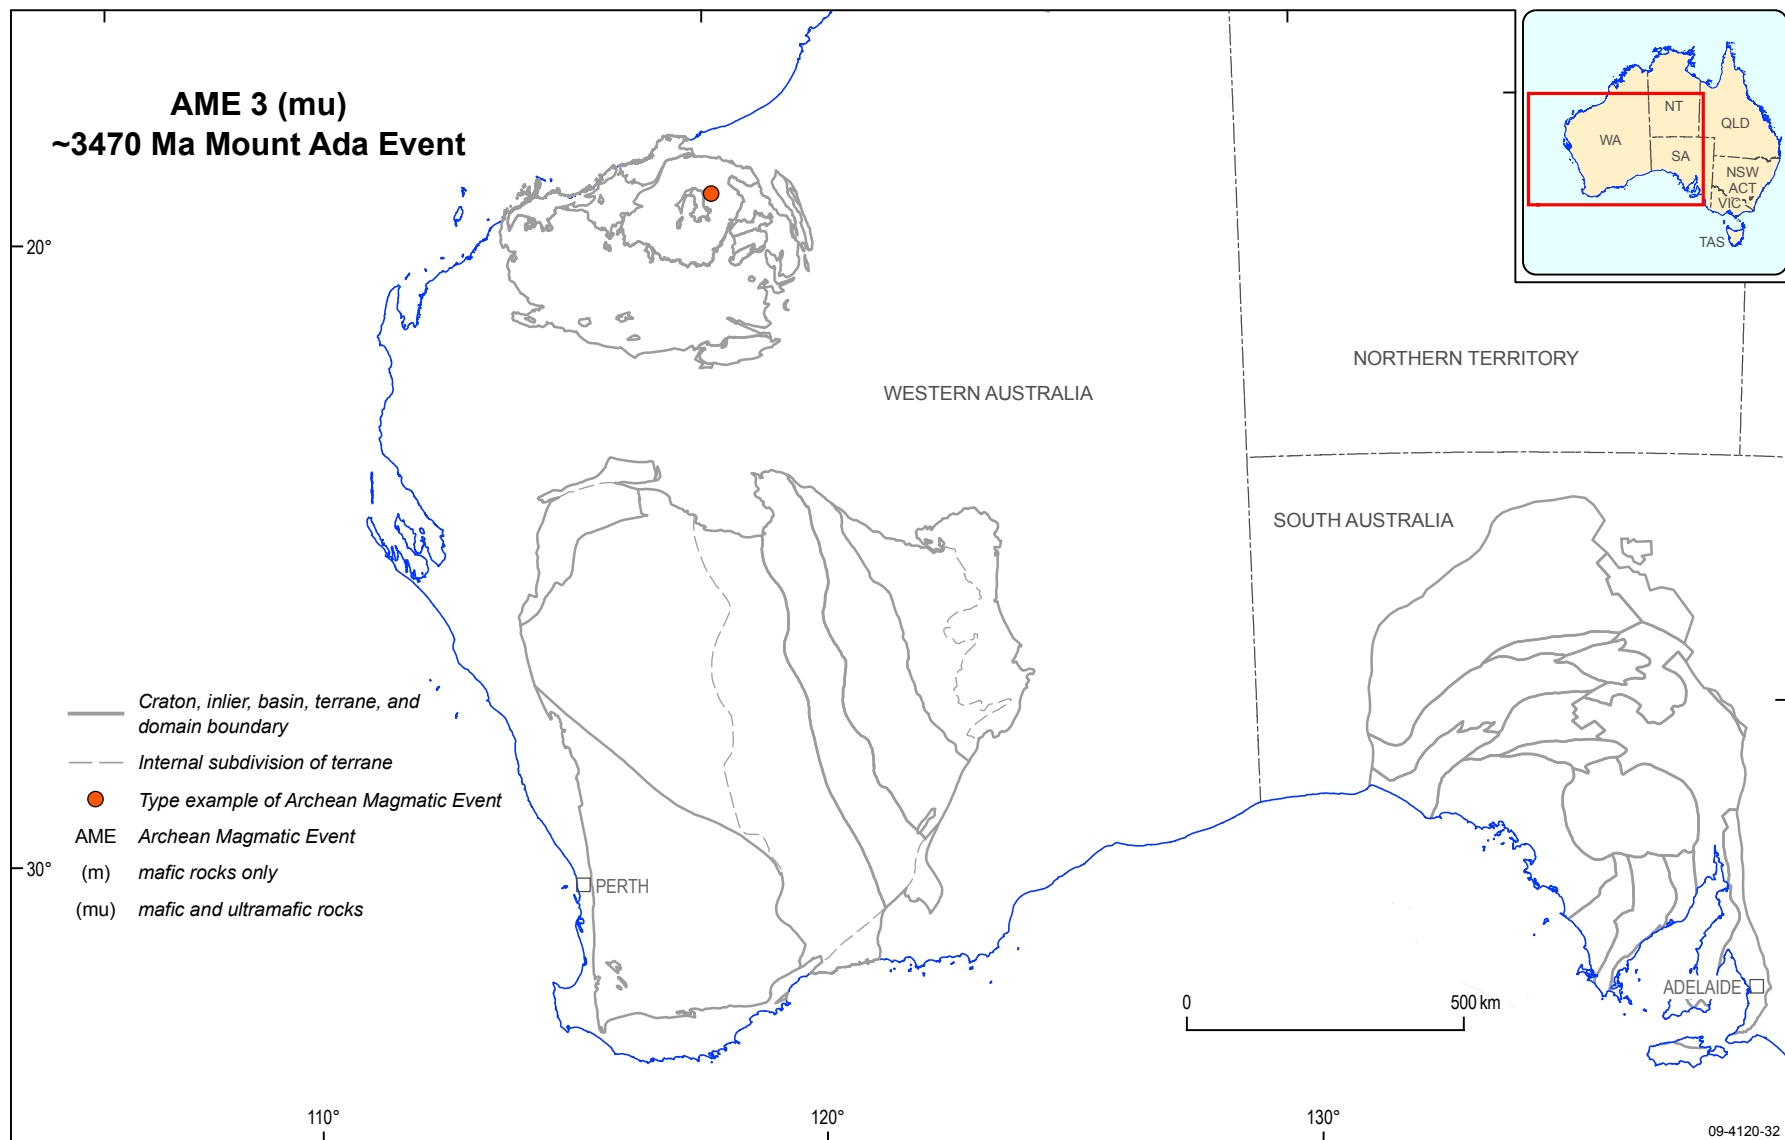 AME 3 (mu)
~3470 Ma Mount Ada Event
NT
QLD
WA
SA
NSW
ACT
VIC
TAS
20°
NORTHERN TERRITORY
WESTERN AUSTRALIA
SOUTH AUSTRALIA
Craton, inlier, basin, terrane, and
domain boundary
Internal subdivision of terrane
Type example of Archean Magmatic Event
AME Archean Magmatic Event
(m) mafic rocks only
(mu) mafic and ultramafic rocks
30°
PERTH
ADELAIDE
0 500 km
110° 120° 130°
09-4120-32